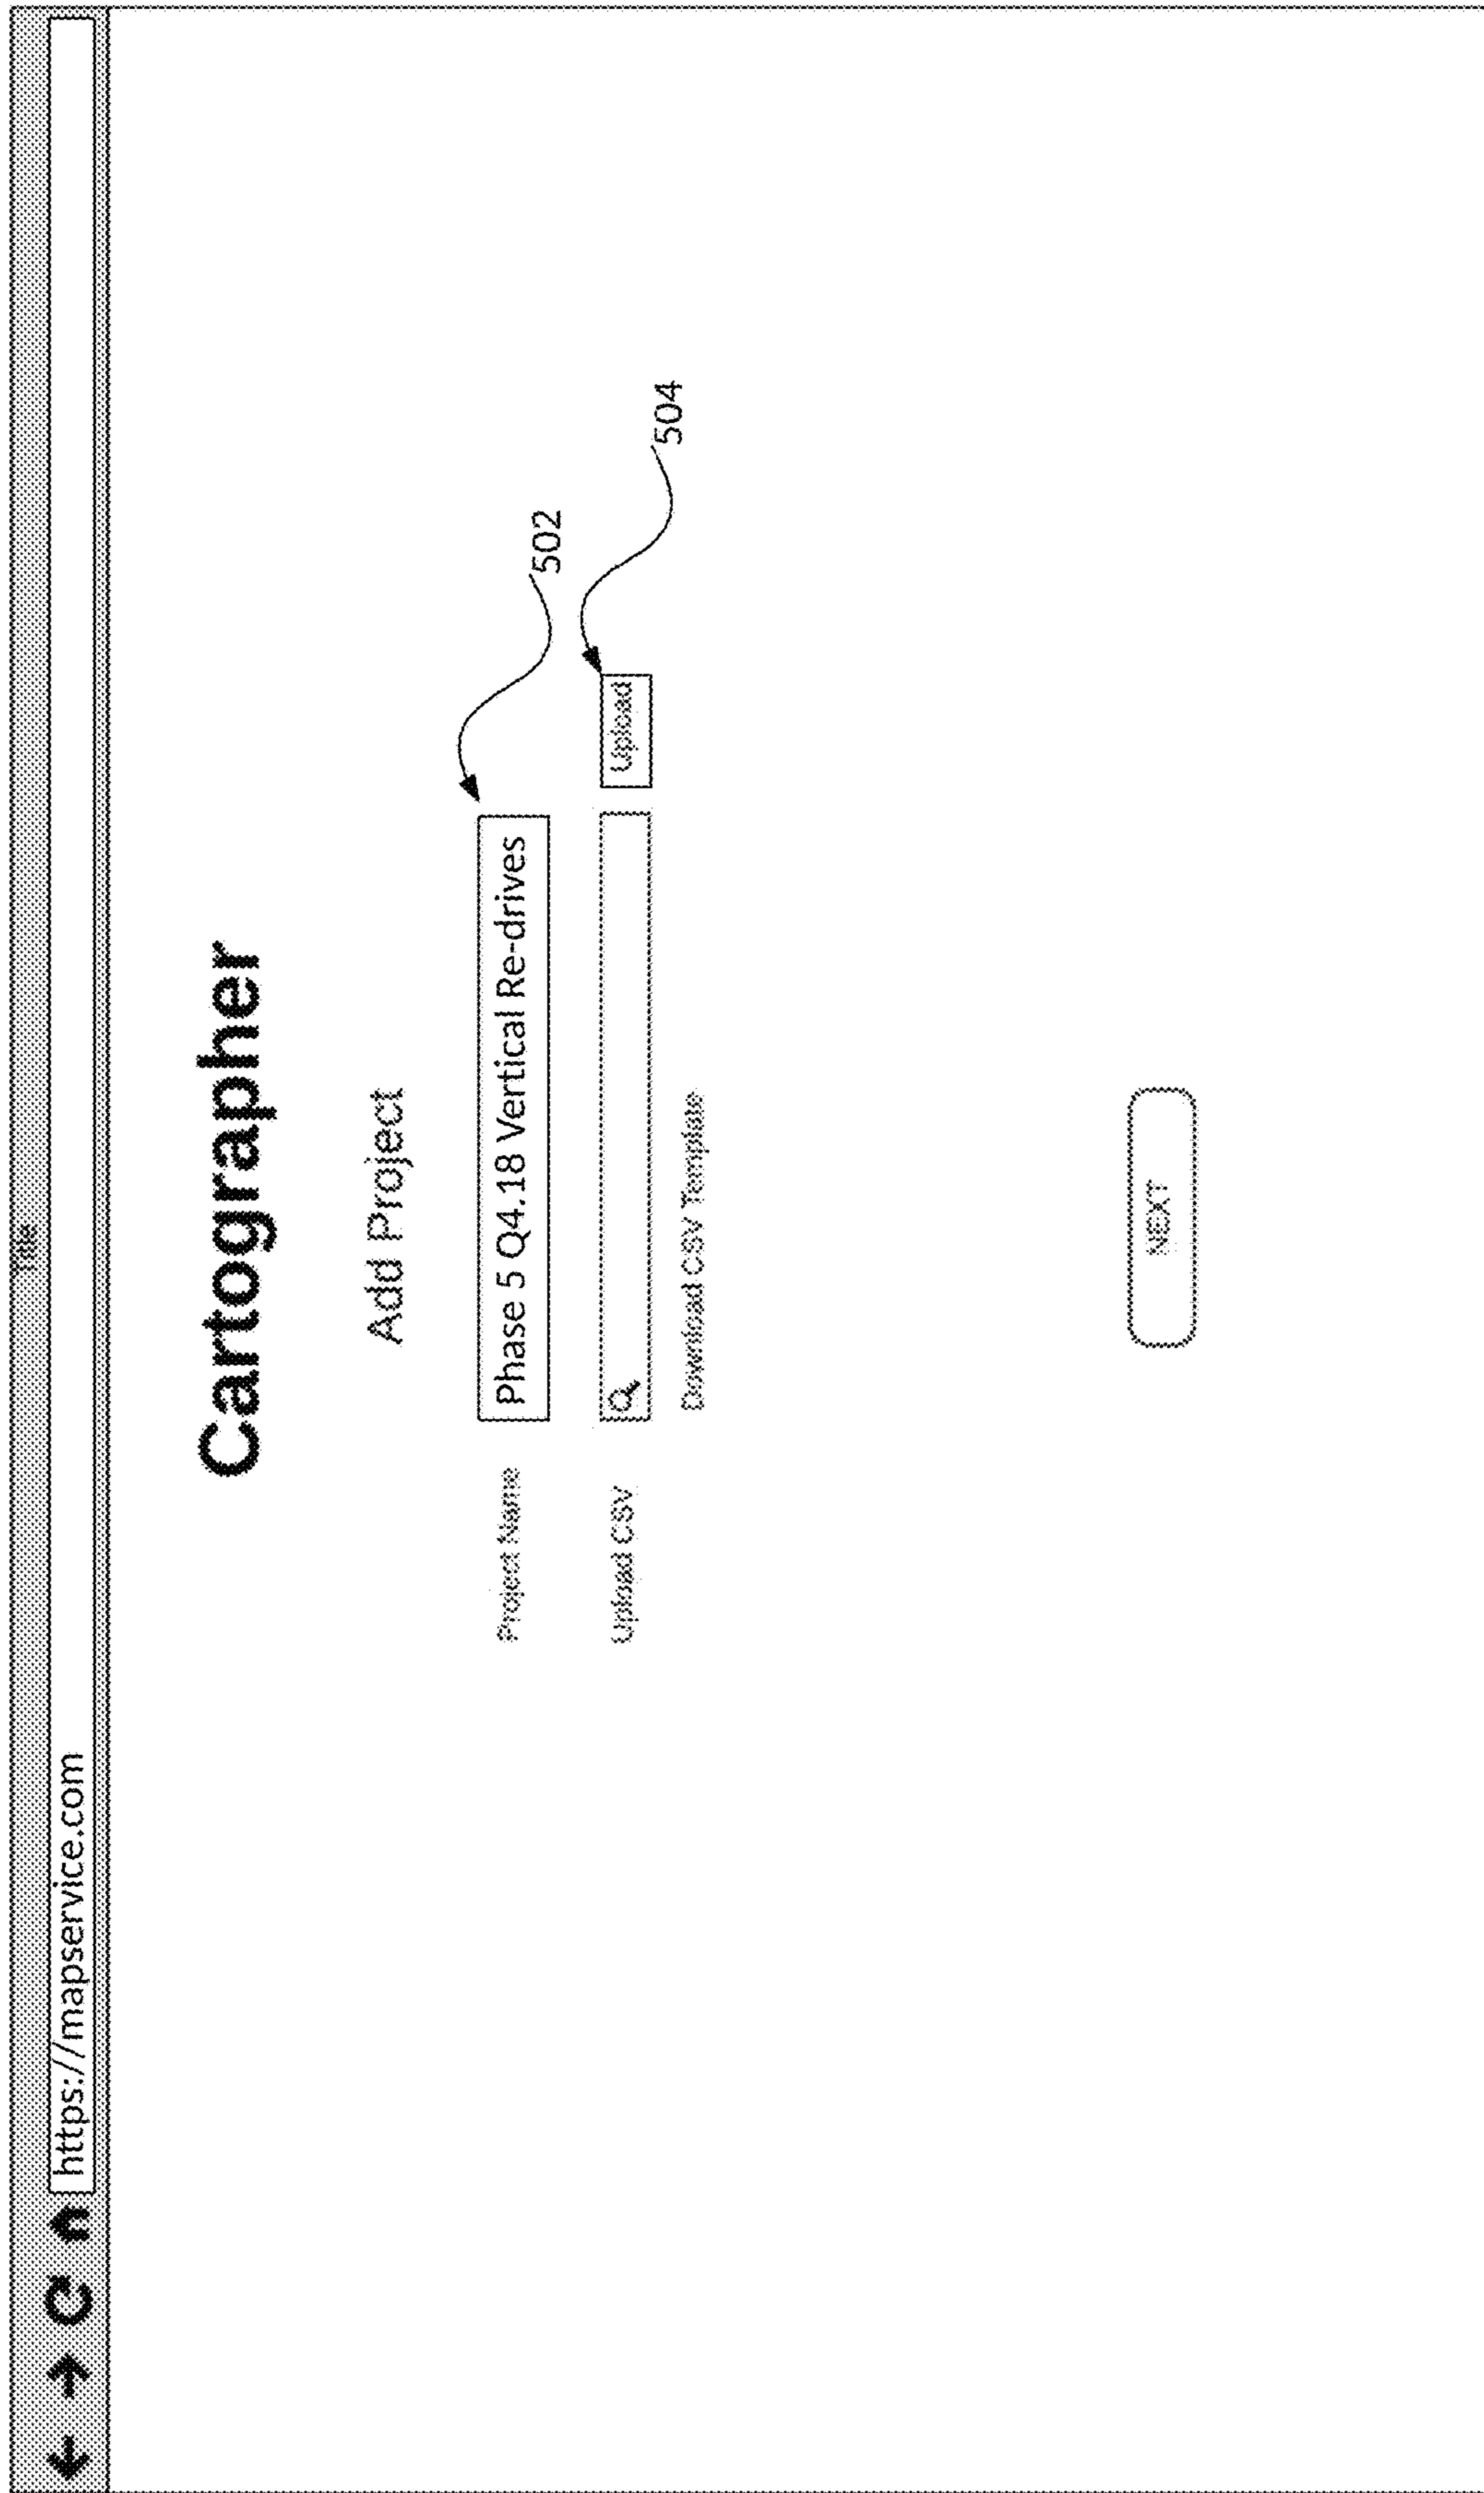 Title
https://mapservice.com
Cartographer
Add Project
Project Name Phase 5 Q4.18 Vertical Re-drives
502
Upload CSV Upload
504
Download CSV Template
NEXT